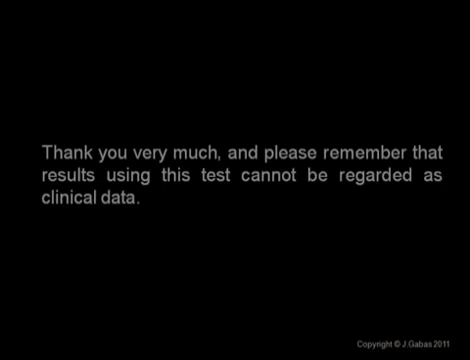 Thank you very much, and please remember that
results using this test cannot be regarded as
clinical data.
Copyright © J.Gabas 2011